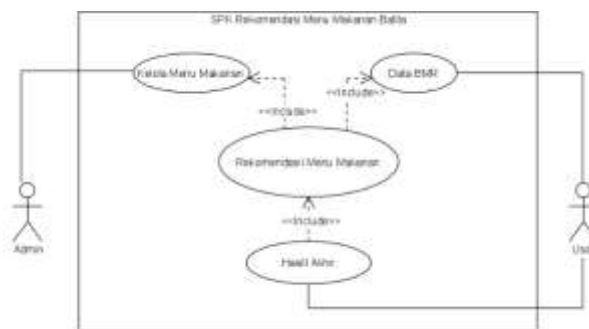 SPK Rekomendasi Menu Makanan Balita
Kelola Menu Makanan
Data BMR
<<Include>>
<<Include>>
Rekomendasi Menu Makanan
<<Include>>
Admin
User
Hasil Akhir